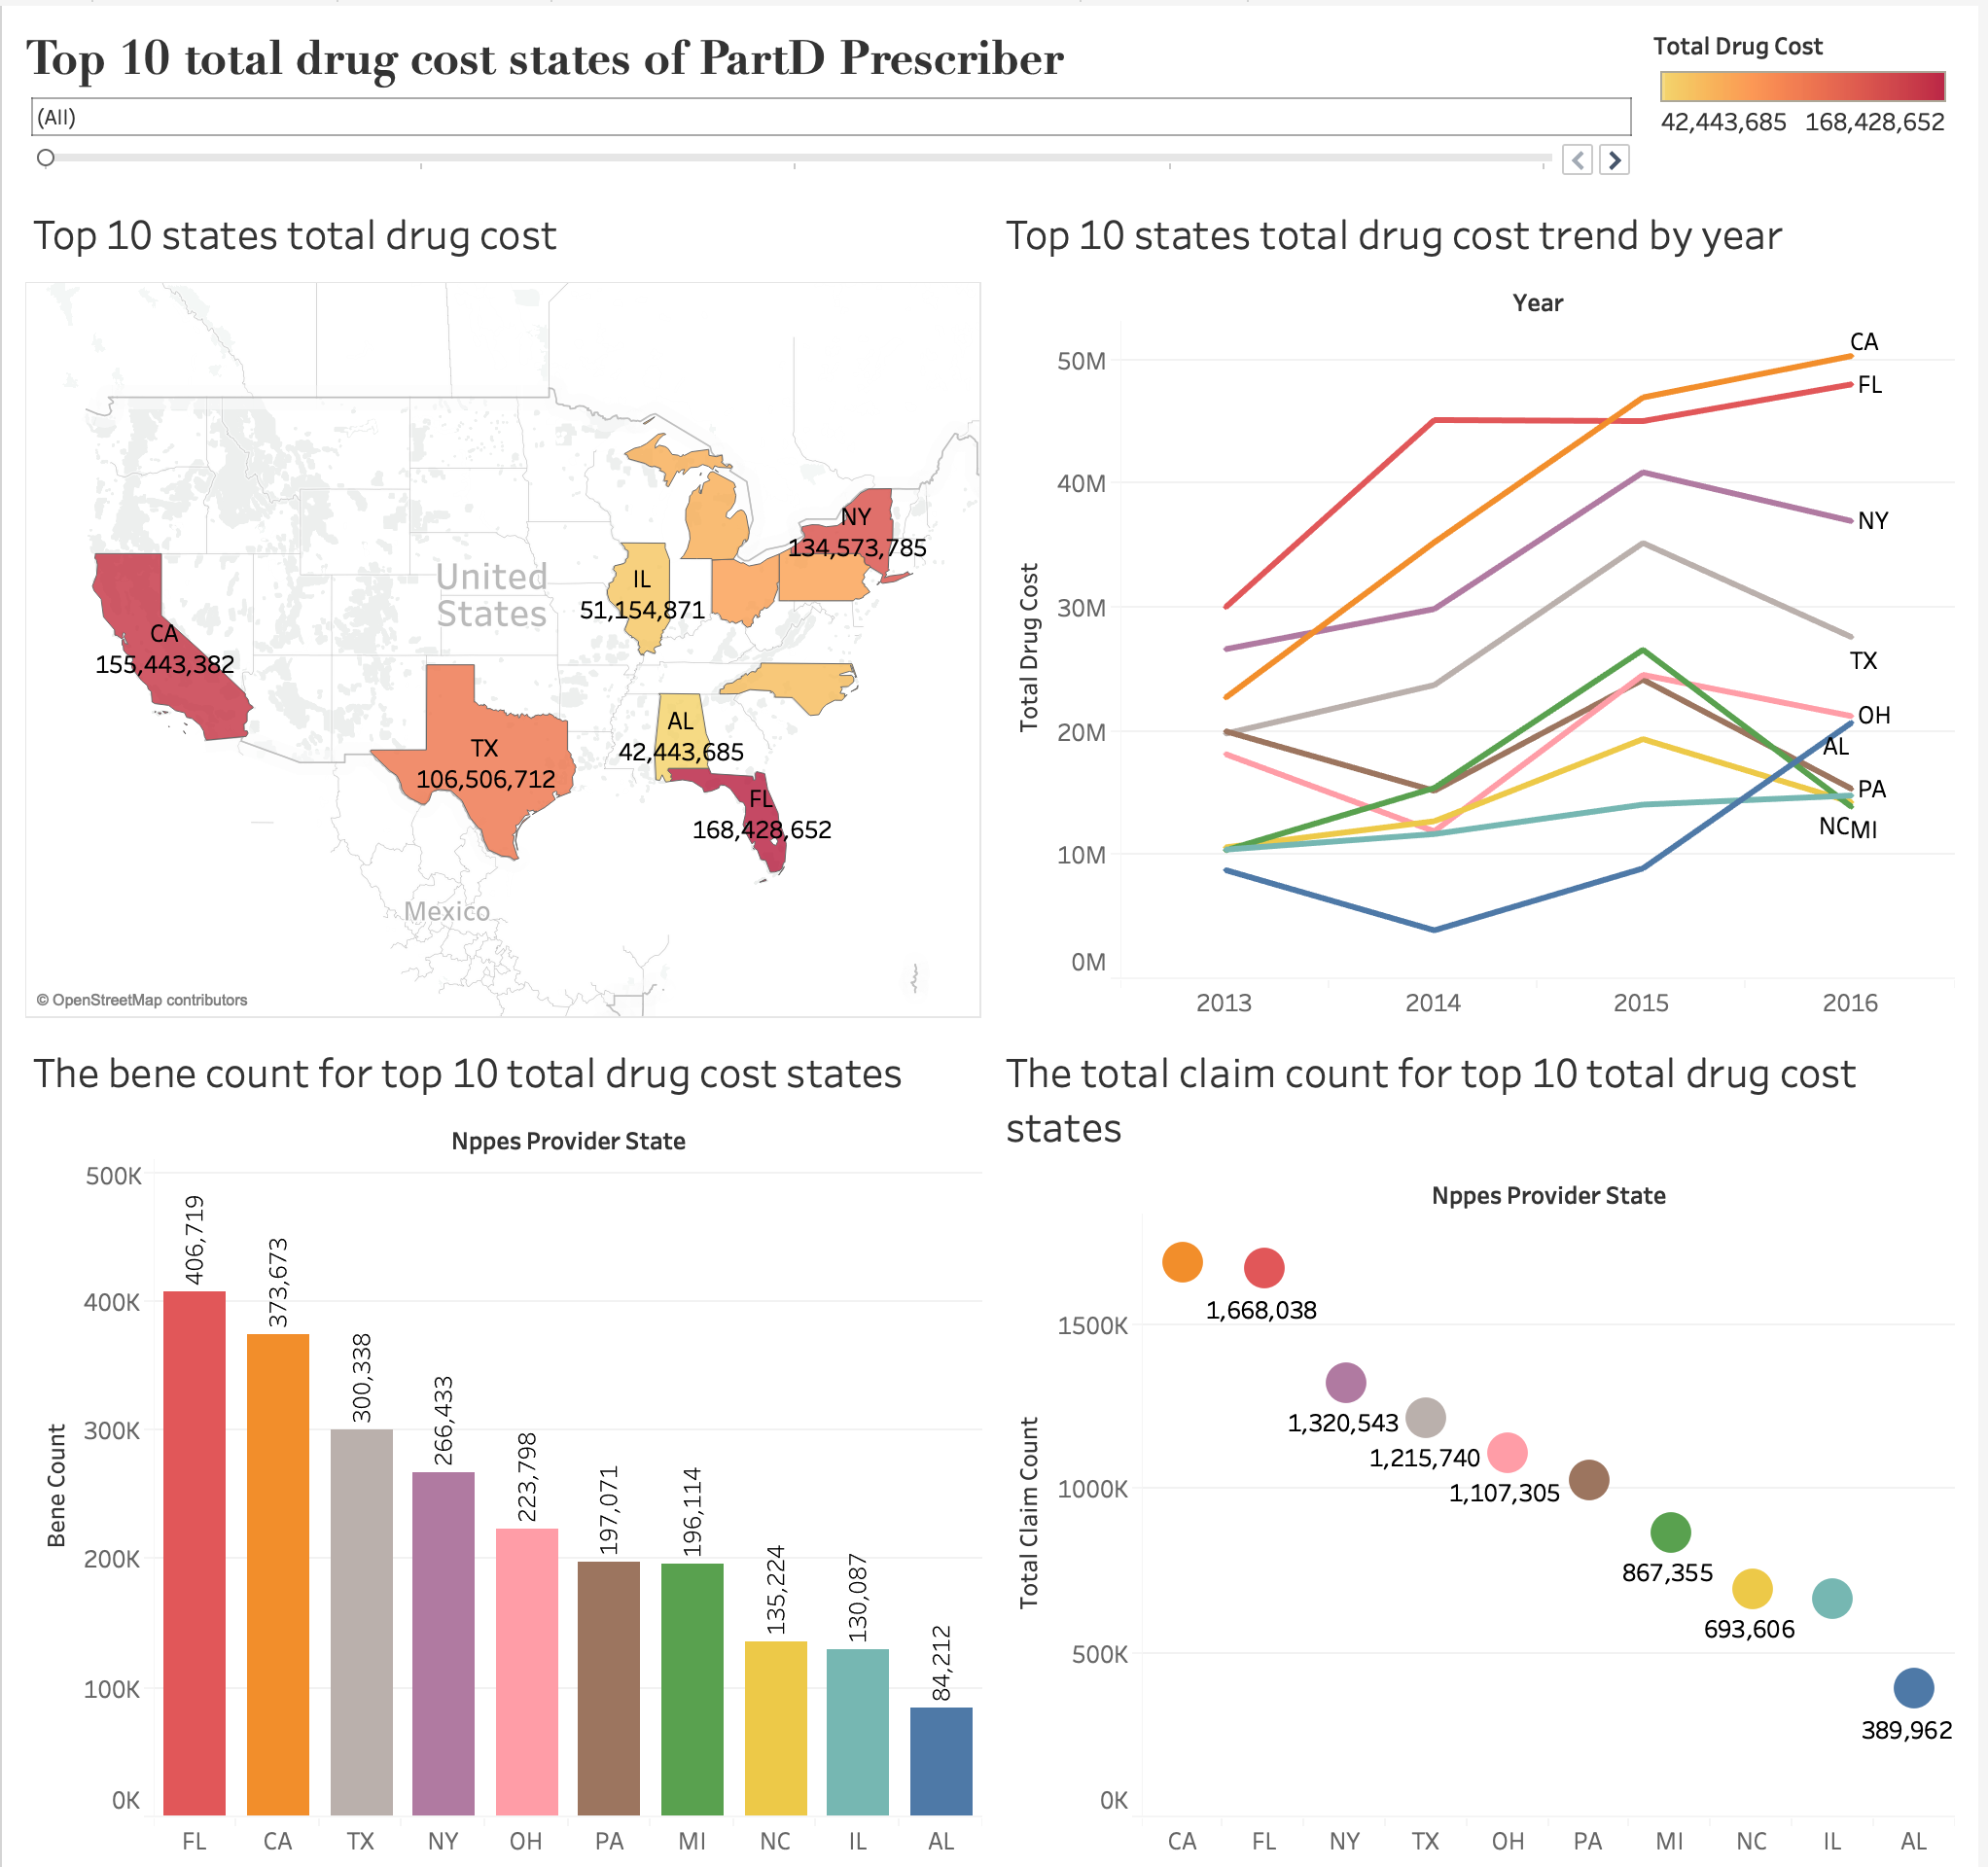 Top 10 total drug cost states of PartD Prescriber
Total Drug Cost
42,443,685 168,428,652
(All)
Top 10 states total drug cost
United
States
Mexico
CA
155,443,382
TX
106,506,712
IL
51,154,871
NY
134,573,785
AL
42,443,685
FL
168,428,652
© OpenStreetMap contributors
Top 10 states total drug cost trend by year
Year
Total Drug Cost
50M
40M
30M
20M
10M
0M
CA
FL
NY
TX
OH
AL
PA
NC
MI
2013 2014 2015 2016
The bene count for top 10 total drug cost states
Nppes Provider State
Bene Count
500K
400K
300K
200K
100K
0K
406,719
373,673
300,338
266,433
223,798
197,071
196,114
135,224
130,087
84,212
FL CA TX NY OH PA MI NC IL AL
The total claim count for top 10 total drug cost
states
Nppes Provider State
Total Claim Count
1500K
1000K
500K
0K
1,668,038
1,320,543
1,215,740
1,107,305
867,355
693,606
389,962
CA FL NY TX OH PA MI NC IL AL